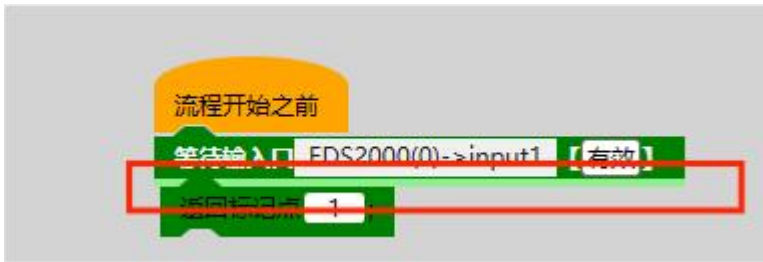 流程开始之前
等待输入口 EDS2000(0)->input1 【有效】
返回标记点 1 ;